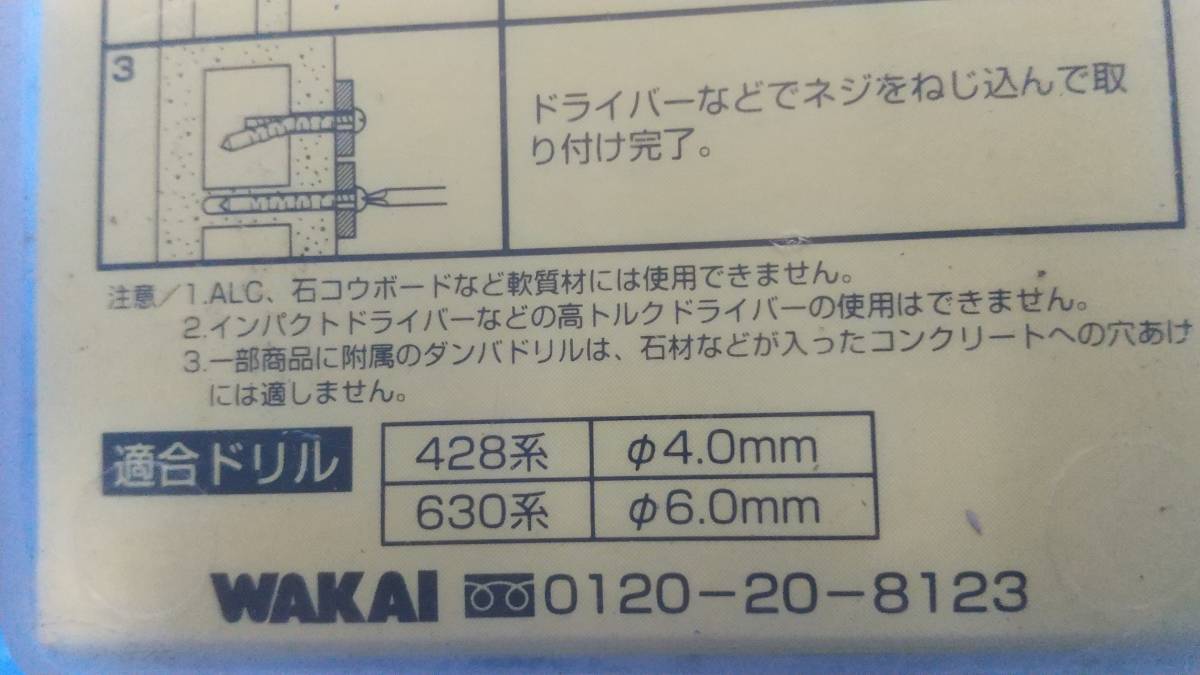 3
ドライバーなどでネジをねじ込んで取
り付け完了。
注意/1.ALC、石コウボードなど軟質材には使用できません。
2.インパクトドライバーなどの高トルクドライバーの使用はできません。
3.一部商品に附属のダンバドリルは、石材などが入ったコンクリートへの穴あけ
には適しません。
適合ドリル
428系 φ4.0mm
630系 φ6.0mm
WAKAI 0120-20-8123